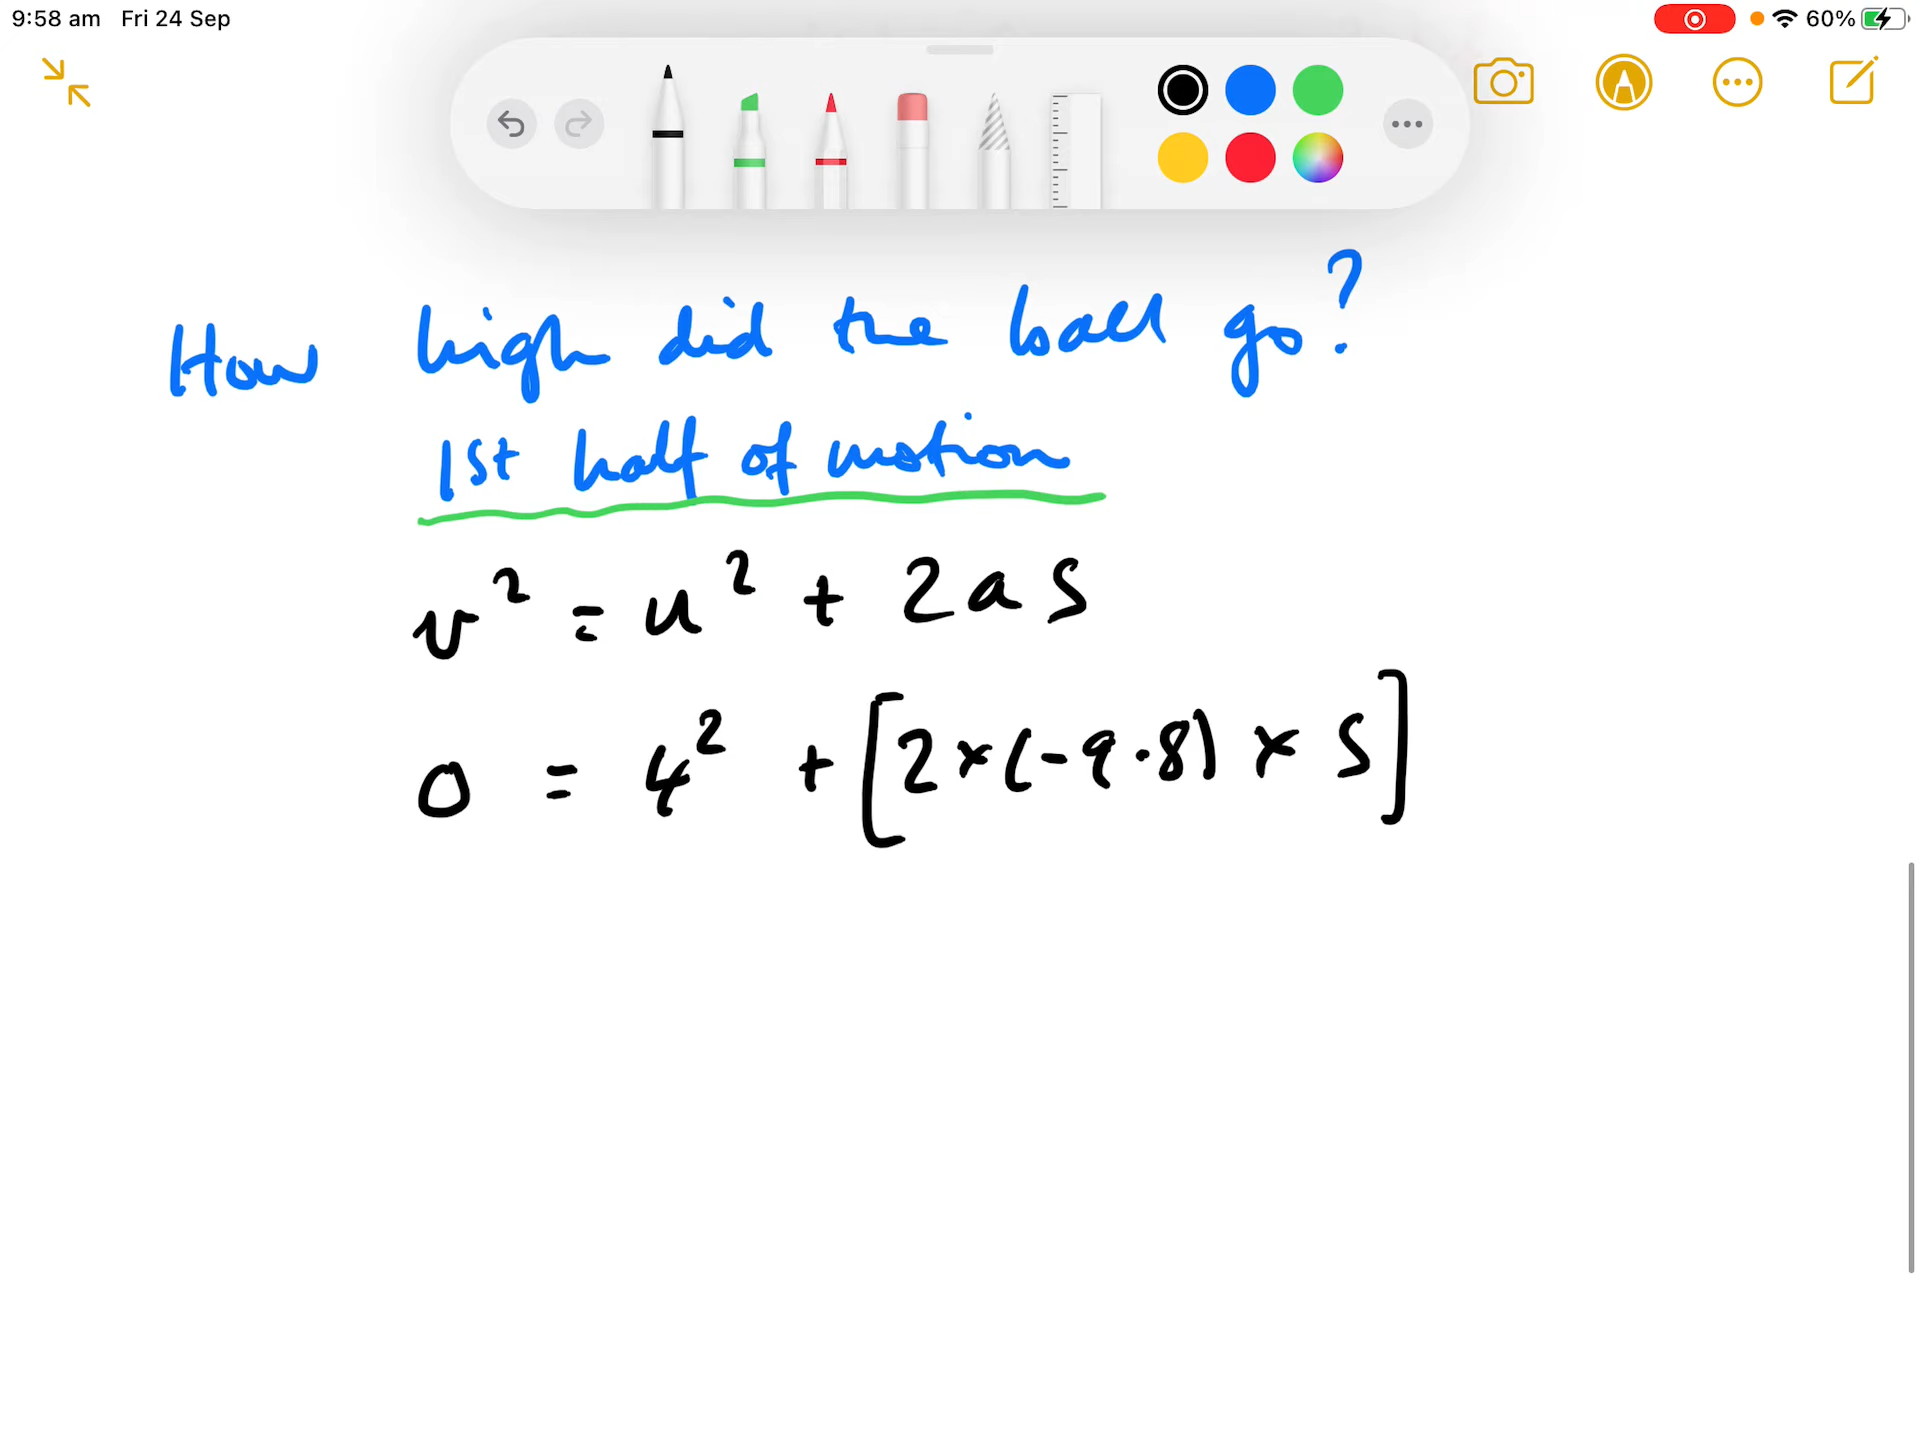 9:58 am Fri 24 Sep 60%
How high did the ball go?
1st half of motion
v² = u² + 2as
0 = 4² + [2×(-9.8) × s]